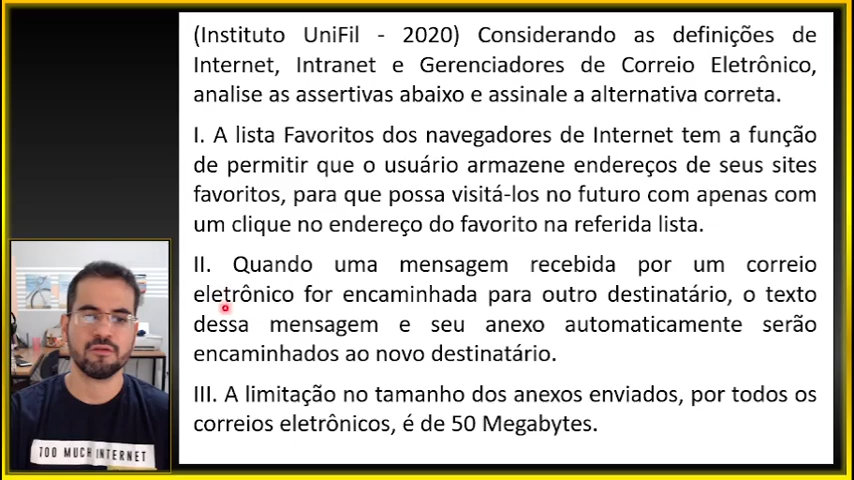 (Instituto UniFil - 2020) Considerando as definições de
Internet, Intranet e Gerenciadores de Correio Eletrônico,
analise as assertivas abaixo e assinale a alternativa correta.
I. A lista Favoritos dos navegadores de Internet tem a função
de permitir que o usuário armazene endereços de seus sites
favoritos, para que possa visitá-los no futuro com apenas com
um clique no endereço do favorito na referida lista.
II. Quando uma mensagem recebida por um correio
eletrônico for encaminhada para outro destinatário, o texto
dessa mensagem e seu anexo automaticamente serão
encaminhados ao novo destinatário.
III. A limitação no tamanho dos anexos enviados, por todos os
correios eletrônicos, é de 50 Megabytes.
TOO MUCH INTERNET